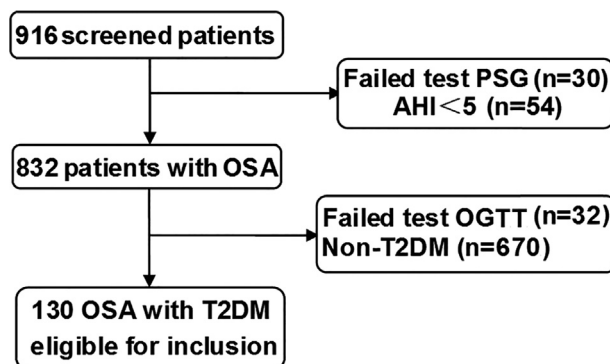 916 screened patients
Failed test PSG (n=30)
AHI＜5 (n=54)
832 patients with OSA
Failed test OGTT (n=32)
Non-T2DM (n=670)
130 OSA with T2DM
eligible for inclusion